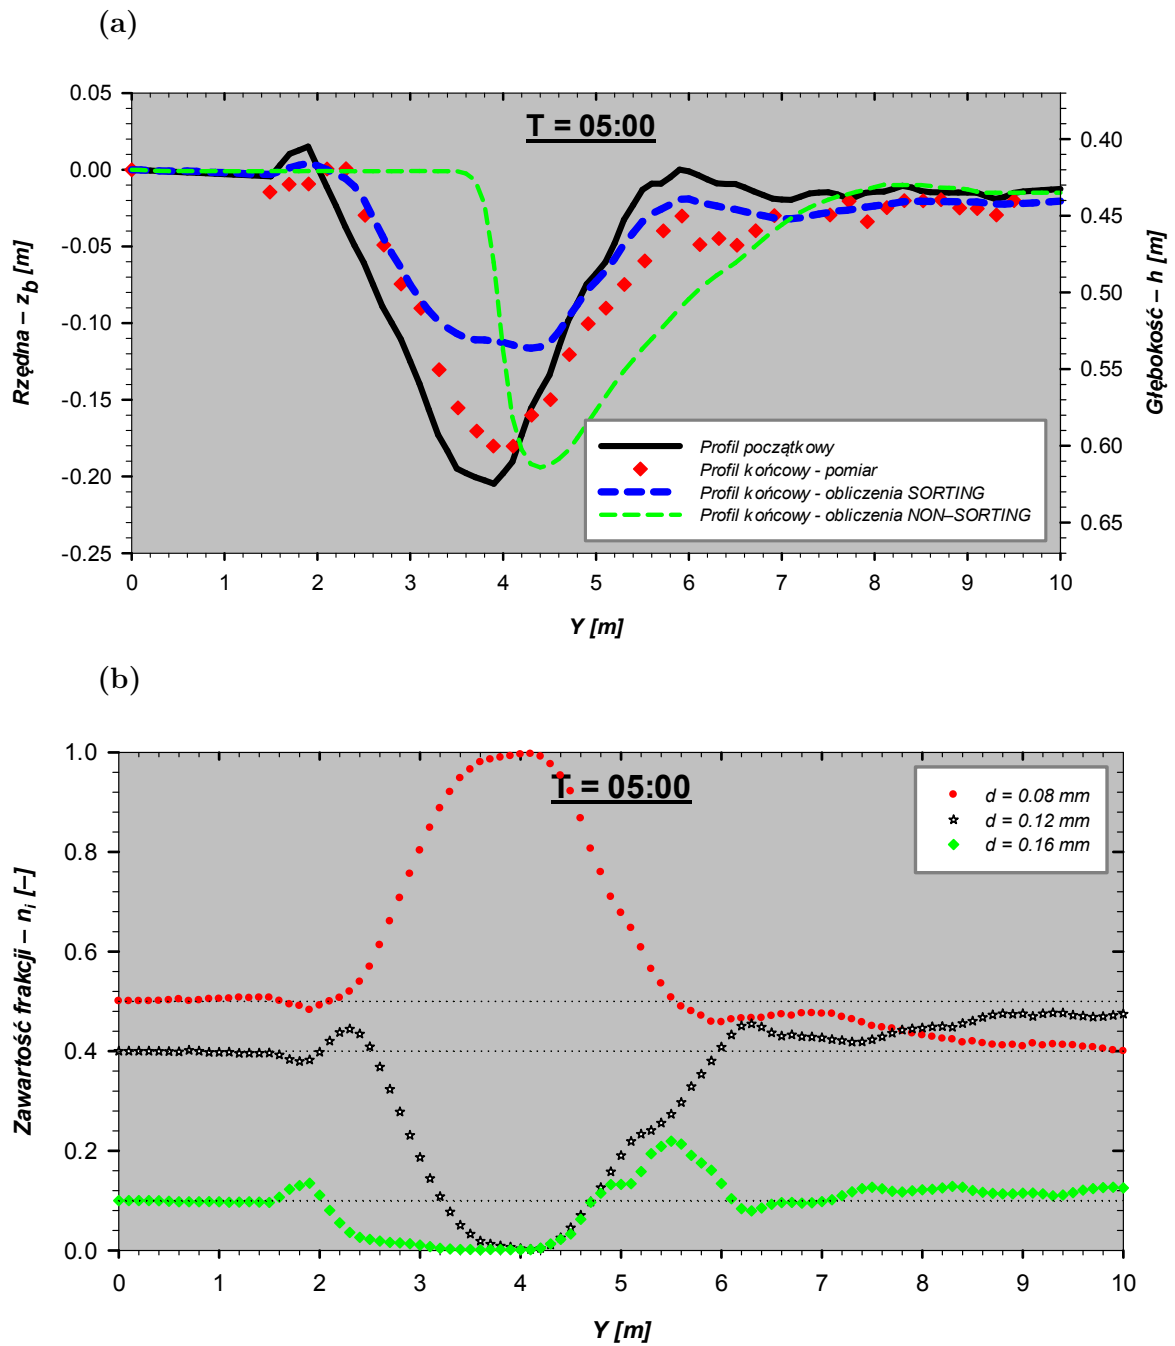 (a)
T = 05:00
Rzędna – z_b [m]
0.05
0.00
-0.05
-0.10
-0.15
-0.20
-0.25
0.40
0.45
0.50
0.55
0.60
0.65
Głębokość – h [m]
Profil początkowy
Profil końcowy - pomiar
Profil końcowy - obliczenia SORTING
Profil końcowy - obliczenia NON–SORTING
0 1 2 3 4 5 6 7 8 9 10
Y [m]
(b)
T = 05:00
Zawartość frakcji – n_i [–]
1.0
0.8
0.6
0.4
0.2
0.0
d = 0.08 mm
d = 0.12 mm
d = 0.16 mm
0 1 2 3 4 5 6 7 8 9 10
Y [m]